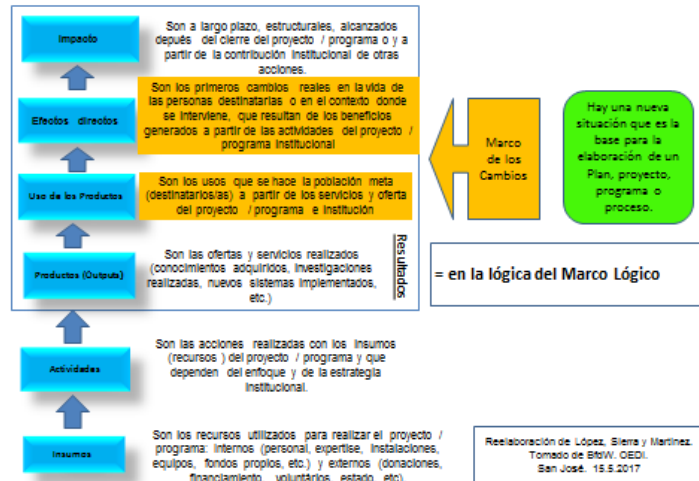 Impacto
Son a largo plazo, estructurales, alcanzados
depués del cierre del proyecto / programa o y a
partir de la contribución institucional de otras
acciones.
Efectos directos
Son los primeros cambios reales en la vida de
las personas destinatarias o en el contexto donde
se interviene, que resultan de los beneficios
generados a partir de las actividades del proyecto /
programa institucional
Uso de los Productos
Son los usos que se hace la población meta
(destinatarios/as) a partir de los servicios y oferta
del proyecto / programa e institución
Productos (Outputs)
Son las ofertas y servicios realizados
(conocimientos adquiridos, investigaciones
realizadas, nuevos sistemas implementados,
etc.)
Resultados
Marco
de los
Cambios
Hay una nueva
situación que es la
base para la
elaboración de un
Plan, proyecto,
programa o
proceso.
= en la lógica del Marco Lógico
Actividades
Son las acciones realizadas con los insumos
(recursos ) del proyecto / programa y que
dependen del enfoque y de la estrategia
institucional.
Insumos
Son los recursos utilizados para realizar el proyecto /
programa: internos (personal, expertise, instalaciones,
equipos, fondos propios, etc.) y externos (donaciones,
financiamiento, voluntarios, estado, etc)
Reelaboración de López, Sierra y Martínez.
Tomado de BfdW. OEDI.
San José. 15.5.2017